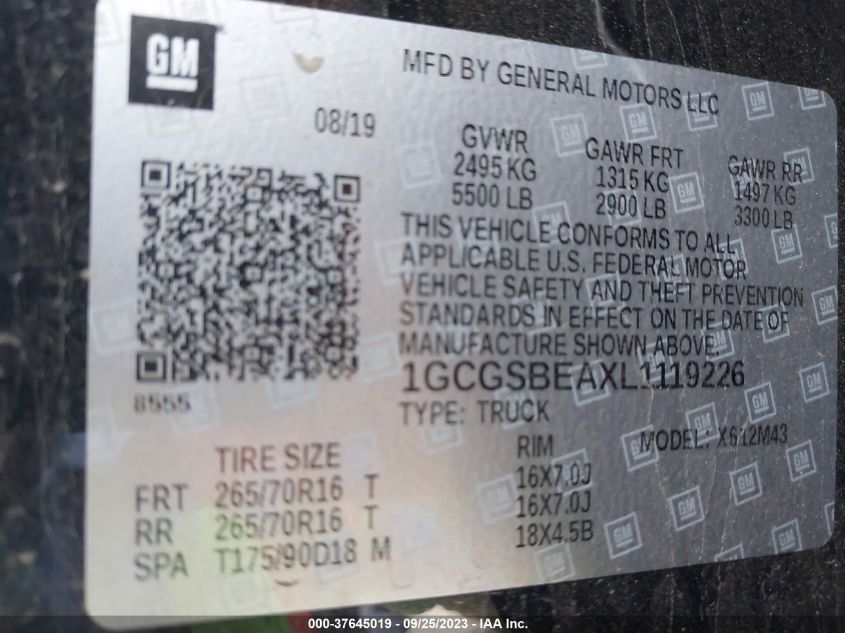 GM
MFD BY GENERAL MOTORS LLC
08/19
GVWR GAWR FRT GAWR RR
2495 KG 1315 KG 1497 KG
5500 LB 2900 LB 3300 LB
THIS VEHICLE CONFORMS TO ALL
APPLICABLE U.S. FEDERAL MOTOR
VEHICLE SAFETY AND THEFT PREVENTION
STANDARDS IN EFFECT ON THE DATE OF
MANUFACTURE SHOWN ABOVE.
8555
1GCGSBEAXL1119226
TYPE: TRUCK MODEL: X512M43
TIRE SIZE RIM
FRT 265/70R16 T 16X7.0J
RR 265/70R16 T 16X7.0J
SPA T175/90D18 M 18X4.5B
000-37645019 - 09/25/2023 - IAA Inc.